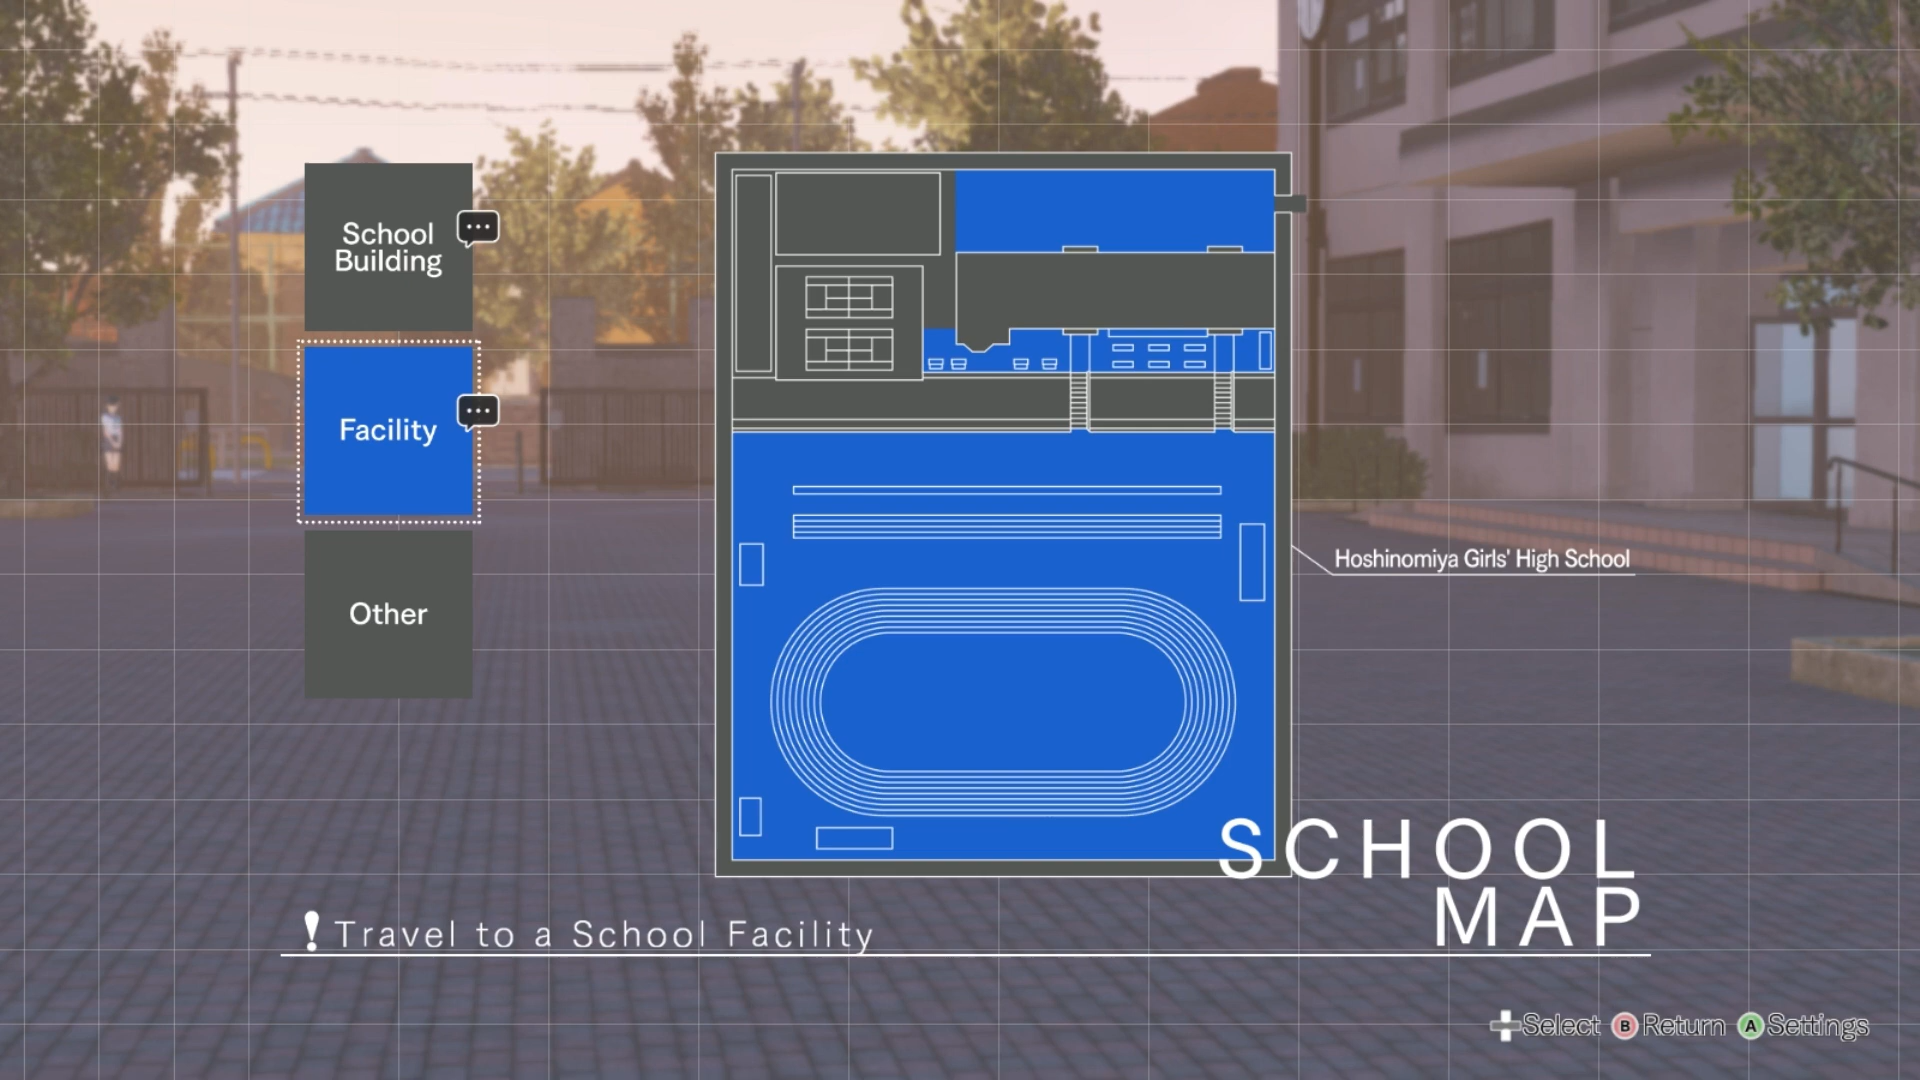 School
Building
Facility
Other
Hoshinomiya Girls' High School
SCHOOL
MAP
! Travel to a School Facility
Select B Return A Settings